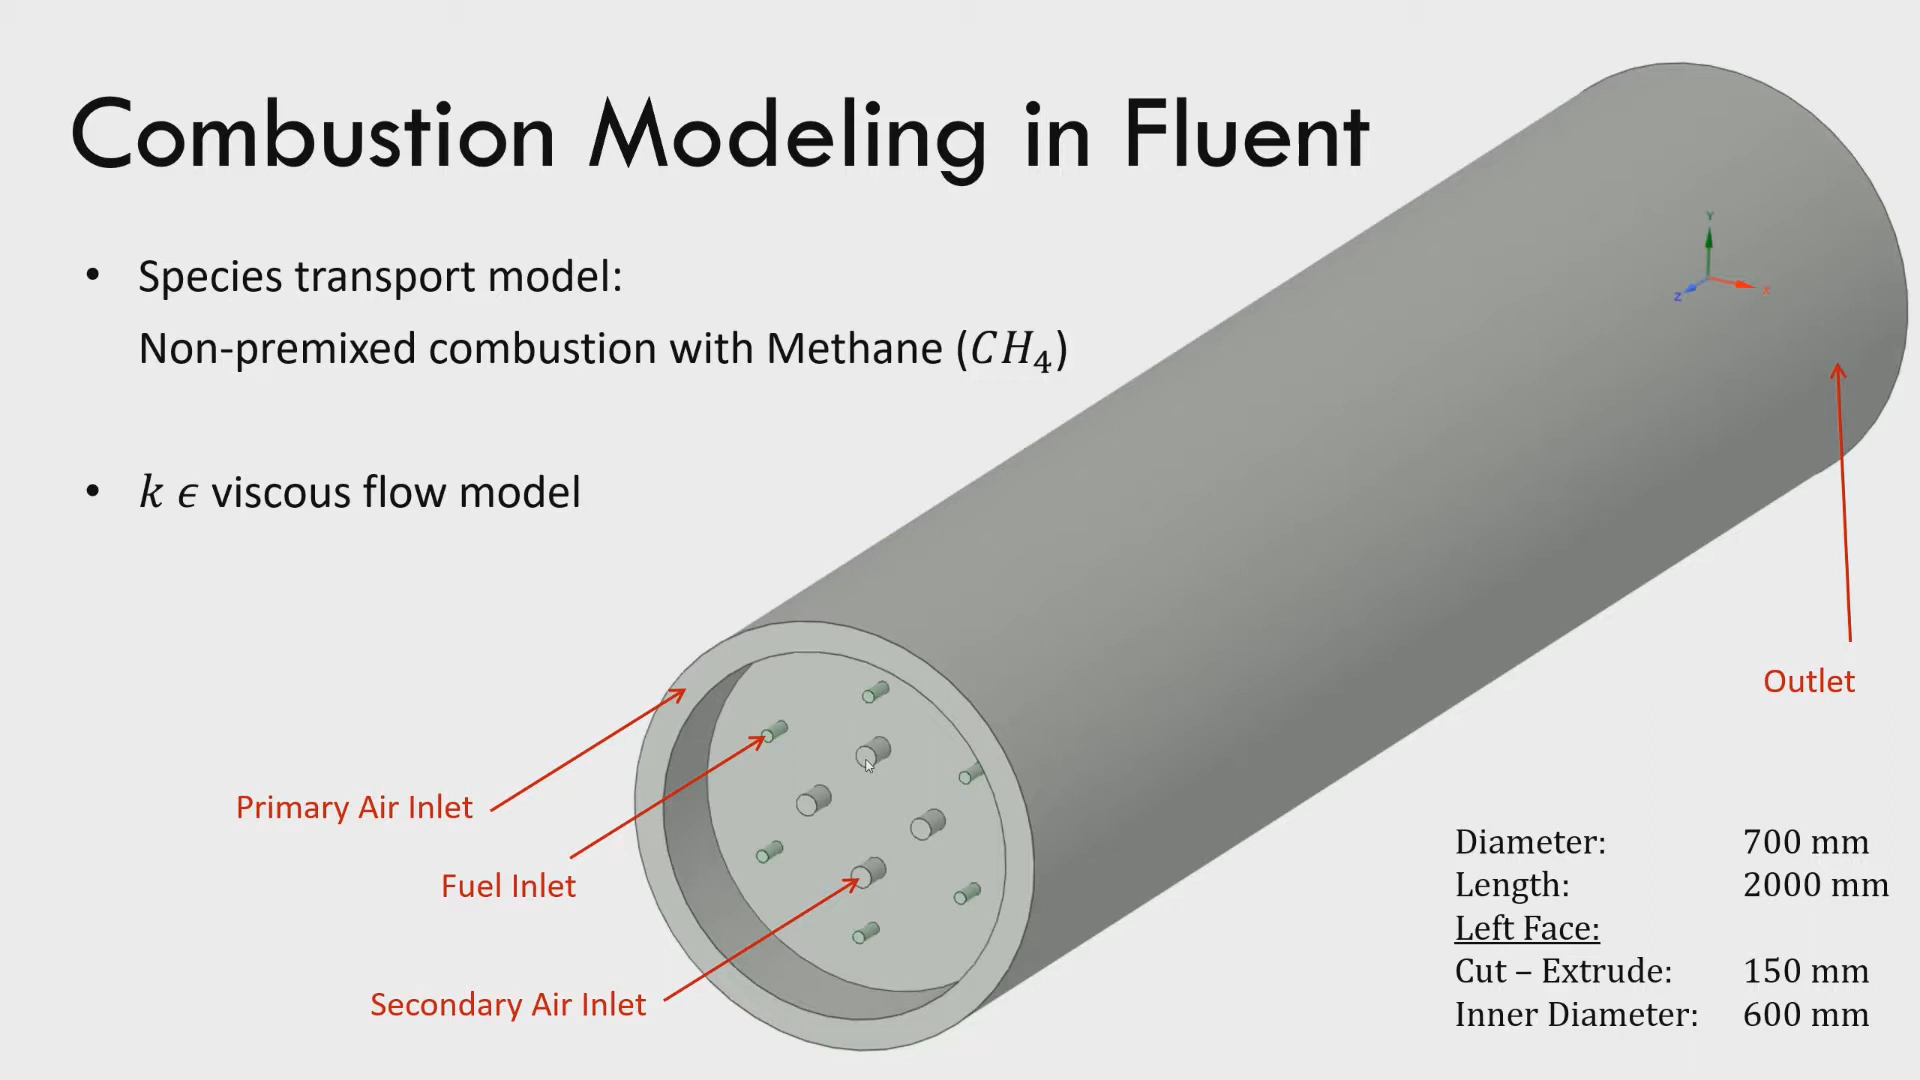 Combustion Modeling in Fluent
• Species transport model:
Non-premixed combustion with Methane (𝐶𝐻₄)
• 𝑘 𝜖 viscous flow model
Y
Z
X
Outlet
Primary Air Inlet
Fuel Inlet
Secondary Air Inlet
Diameter: 700 mm
Length: 2000 mm
Left Face:
Cut – Extrude: 150 mm
Inner Diameter: 600 mm